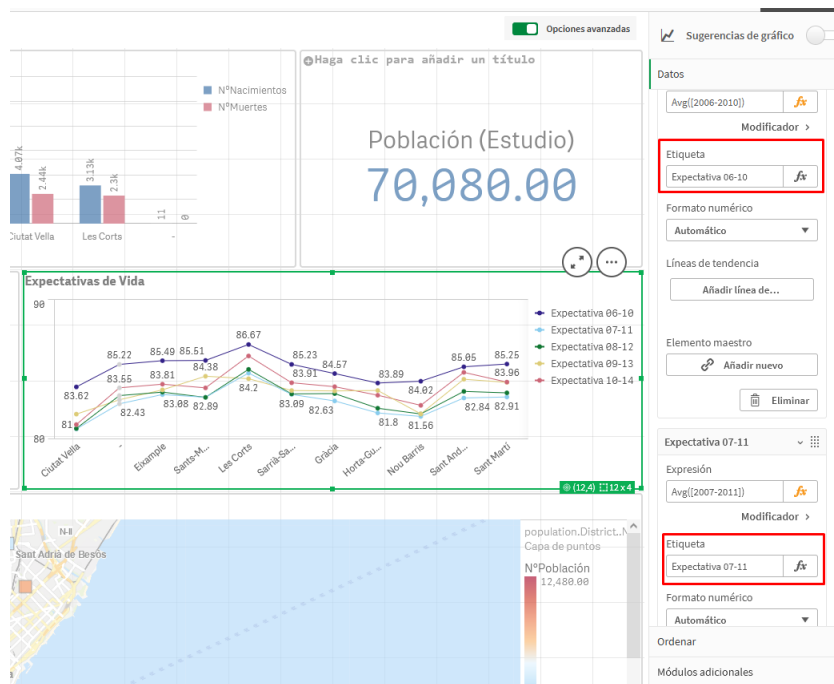 Opciones avanzadas
Sugerencias de gráfico
Datos
NºNacimientos
NºMuertes
4.07k
2.44k
3.13k
2.3k
11
0
Ciutat Vella
Les Corts
-
Haga clic para añadir un título
Población (Estudio)
70,080.00
Expectativas de Vida
90
80
83.62
81
85.22
83.55
82.43
85.49
83.81
83.08
85.51
84.38
82.89
86.67
84.2
85.23
83.91
83.09
84.57
82.63
83.89
81.8
84.02
81.56
85.05
82.84
85.25
83.96
82.91
Ciutat Vella
-
Eixample
Sants-M...
Les Corts
Sarrià-Sa...
Gràcia
Horta-Gu...
Nou Barris
Sant And...
Sant Martí
Expectativa 06-10
Expectativa 07-11
Expectativa 08-12
Expectativa 09-13
Expectativa 10-14
(12,4) 12 x 4
N-II
Sant Adrià de Besòs
population.District..N
Capa de puntos
NºPoblación
12,480.00
Avg([2006-2010])
fx
Modificador >
Etiqueta
Expectativa 06-10
fx
Formato numérico
Automático
Líneas de tendencia
Añadir línea de...
Elemento maestro
Añadir nuevo
Eliminar
Expectativa 07-11
Expresión
Avg([2007-2011])
fx
Modificador >
Etiqueta
Expectativa 07-11
fx
Formato numérico
Automático
Ordenar
Módulos adicionales